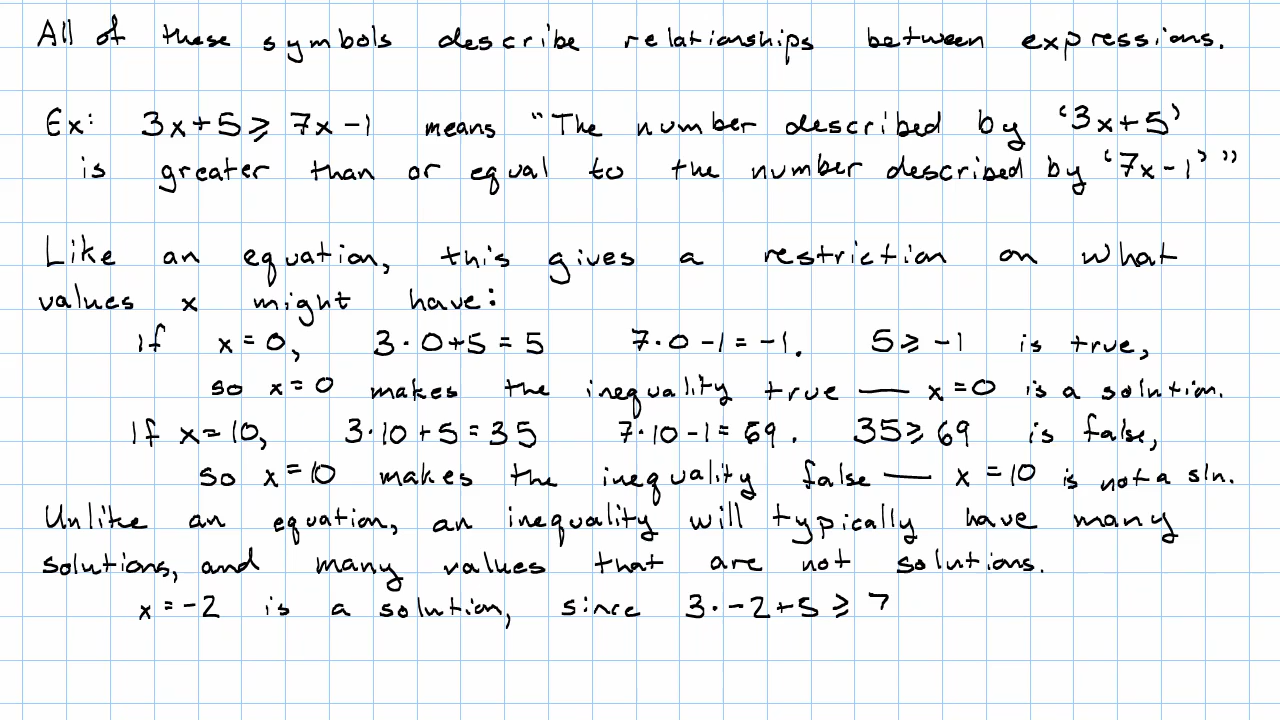 All of these symbols describe relationships between expressions.
Ex: 3x+5 ⩾ 7x-1 means "The number described by '3x+5'
is greater than or equal to the number described by '7x-1' "
Like an equation, this gives a restriction on what
values x might have:
If x=0, 3·0+5=5 7·0-1=-1. 5⩾-1 is true,
so x=0 makes the inequality true — x=0 is a solution.
If x=10, 3·10+5=35 7·10-1=69. 35⩾69 is false,
so x=10 makes the inequality false — x=10 is not a sln.
Unlike an equation, an inequality will typically have many
solutions, and many values that are not solutions.
x=-2 is a solution, since 3·-2+5⩾7